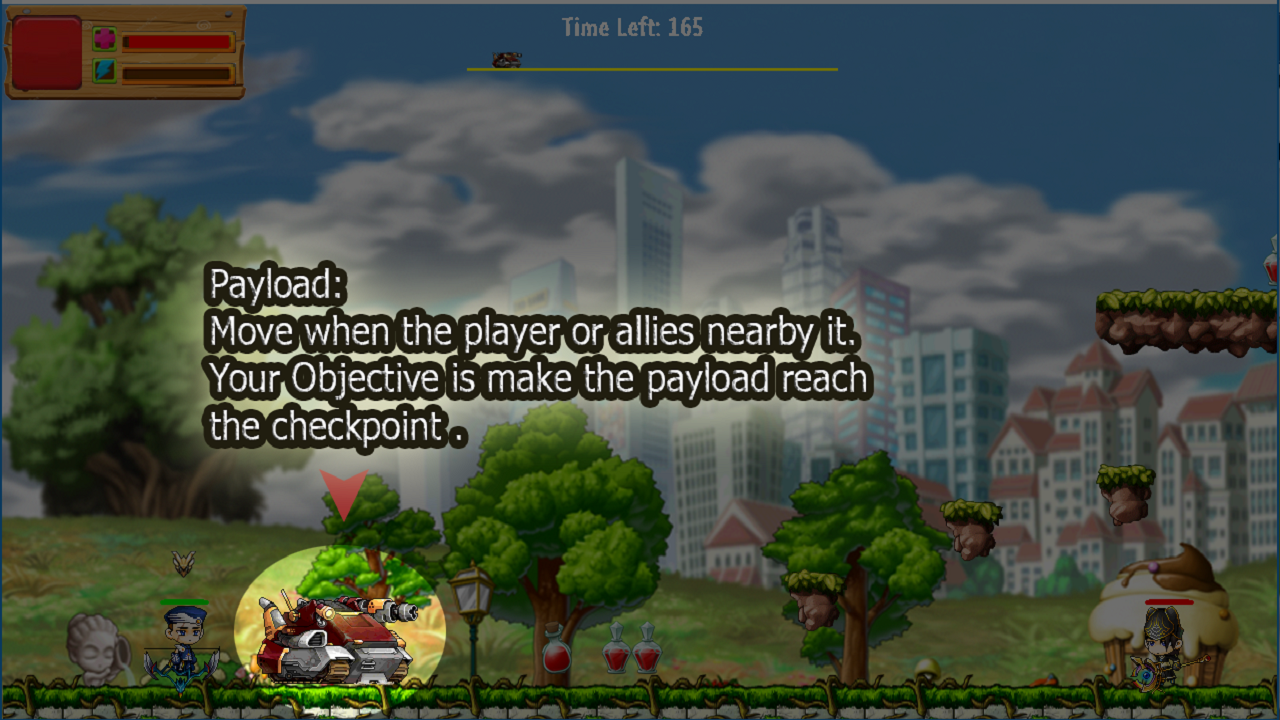 Time Left: 165
Payload:
Move when the player or allies nearby it.
Your Objective is make the payload reach
the checkpoint .